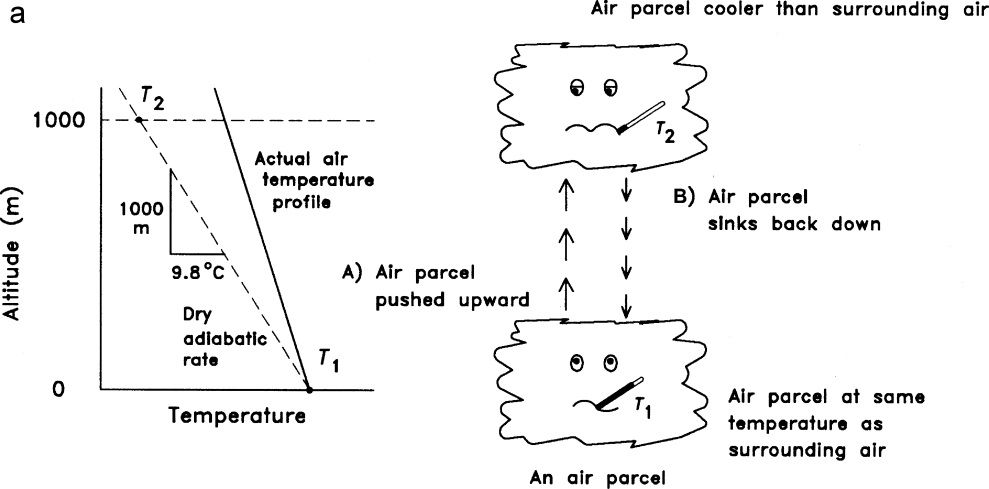 a
Air parcel cooler than surrounding air
T2
1000
Actual air
temperature
profile
1000
m
9.8°C
Altitude (m)
Dry
adiabatic
rate
T1
0
Temperature
T2
B) Air parcel
sinks back down
A) Air parcel
pushed upward
T1
Air parcel at same
temperature as
surrounding air
An air parcel